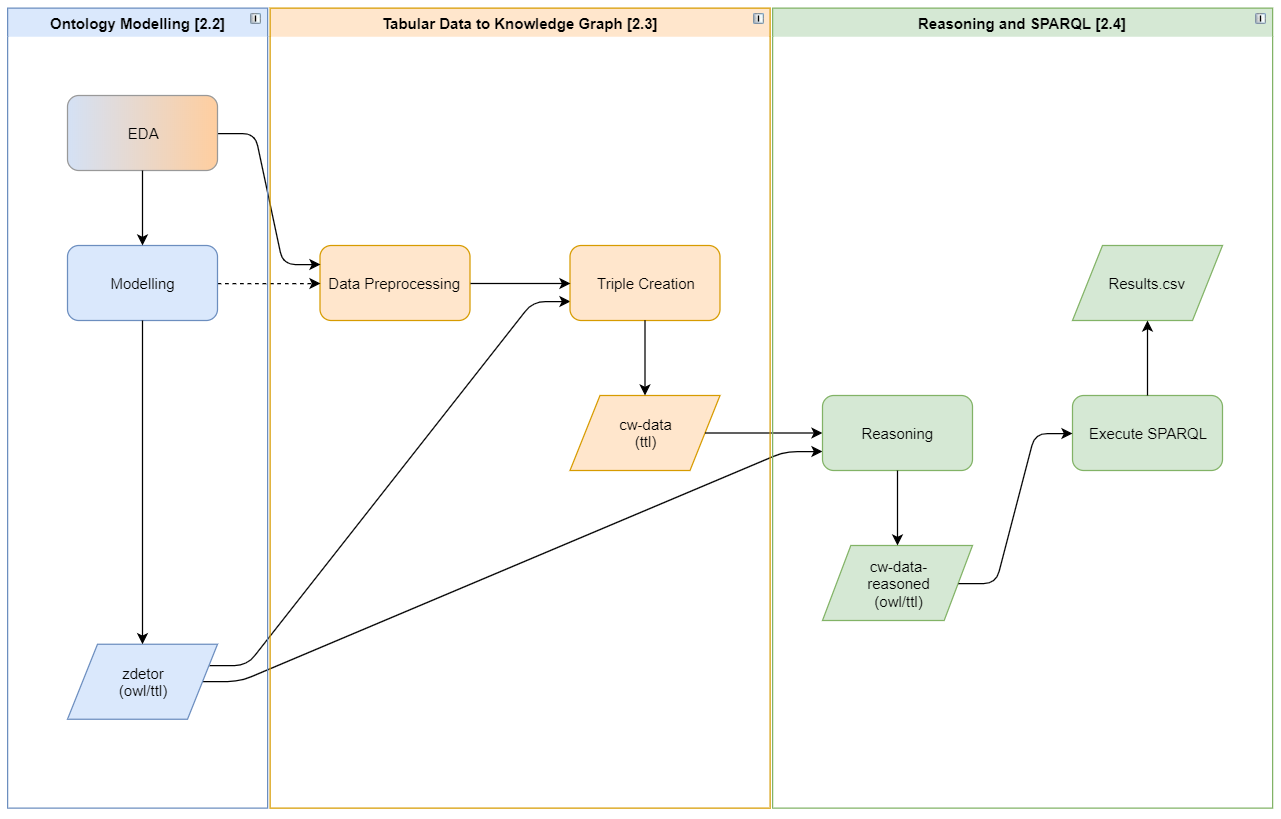 Ontology Modelling [2.2]
Tabular Data to Knowledge Graph [2.3]
Reasoning and SPARQL [2.4]
EDA
Modelling
Data Preprocessing
Triple Creation
Results.csv
cw-data
(ttl)
Reasoning
Execute SPARQL
cw-data-
reasoned
(owl/ttl)
zdetor
(owl/ttl)